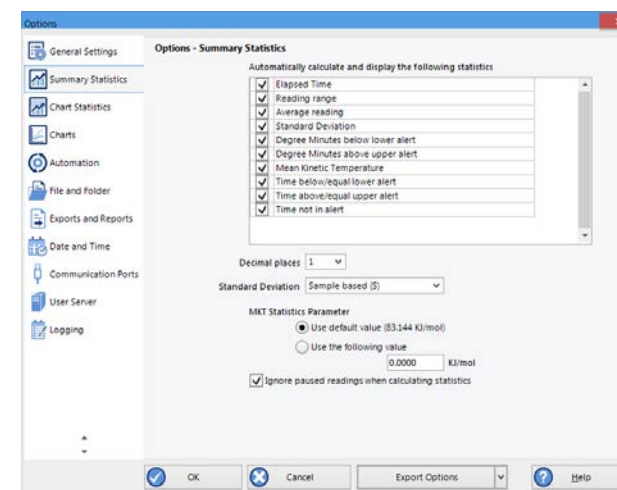 Options
General Settings
Summary Statistics
Chart Statistics
Charts
Automation
File and Folder
Exports and Reports
Date and Time
Communication Ports
User Server
Logging
Options - Summary Statistics
Automatically calculate and display the following statistics
Elapsed Time
Reading range
Average reading
Standard Deviation
Degree Minutes below lower alert
Degree Minutes above upper alert
Mean Kinetic Temperature
Time below/equal lower alert
Time above/equal upper alert
Time not in alert
Decimal places 1
Standard Deviation Sample based (S)
MKT Statistics Parameter
Use default value (83.144 KJ/mol)
Use the following value
0.0000 KJ/mol
Ignore paused readings when calculating statistics
OK Cancel Export Options Help